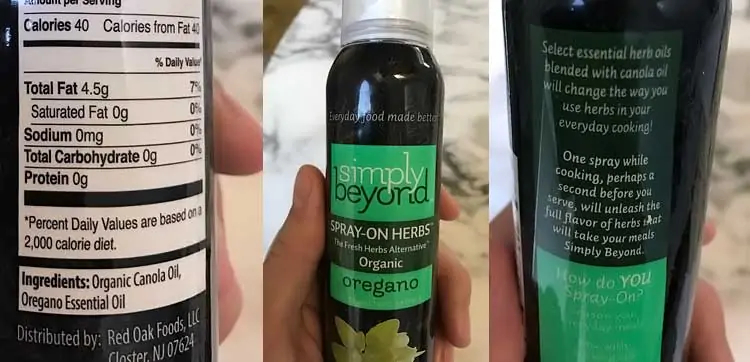 Amount per Serving
Calories 40 Calories from Fat 40
% Daily Value*
Total Fat 4.5g 7%
Saturated Fat 0g 0%
Sodium 0mg 0%
Total Carbohydrate 0g 0%
Protein 0g
*Percent Daily Values are based on a
2,000 calorie diet.
Ingredients: Organic Canola Oil,
Oregano Essential Oil
Distributed by: Red Oak Foods, LLC
Closter, NJ 07624
Everyday food made better
simply
beyond
SPRAY-ON HERBS™
The Fresh Herbs Alternative™
Organic
oregano
Select essential herb oils
blended with canola oil
will change the way you
use herbs in your
everyday cooking!
One spray while
cooking, perhaps a
second before you
serve, will unleash the
full flavor of herbs that
will take your meals
Simply Beyond.
How do YOU
Spray-On?